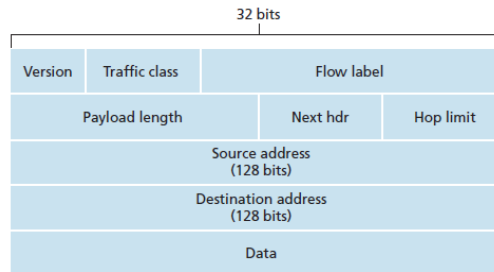 32 bits
Version Traffic class Flow label
Payload length Next hdr Hop limit
Source address
(128 bits)
Destination address
(128 bits)
Data